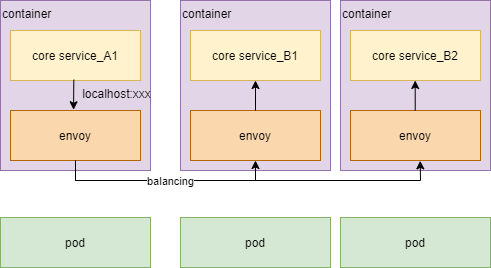 container
container
container
core service_A1
core service_B1
core service_B2
localhost:xxx
envoy
envoy
envoy
balancing
pod
pod
pod